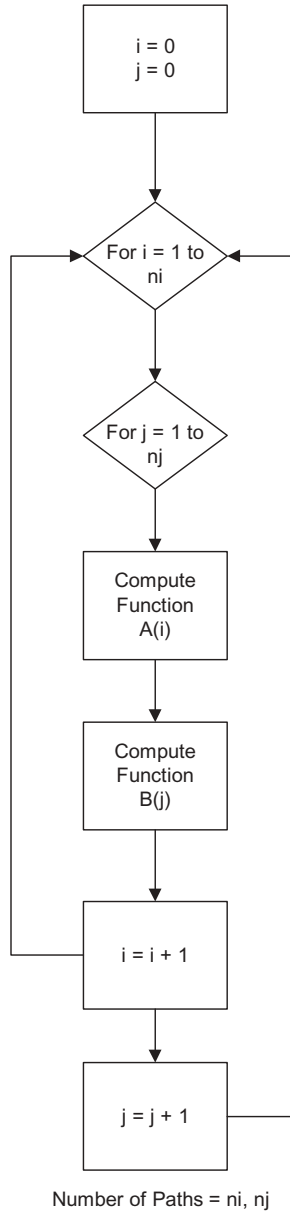 i = 0
j = 0
For i = 1 to
ni
For j = 1 to
nj
Compute
Function
A(i)
Compute
Function
B(j)
i = i + 1
j = j + 1
Number of Paths = ni, nj